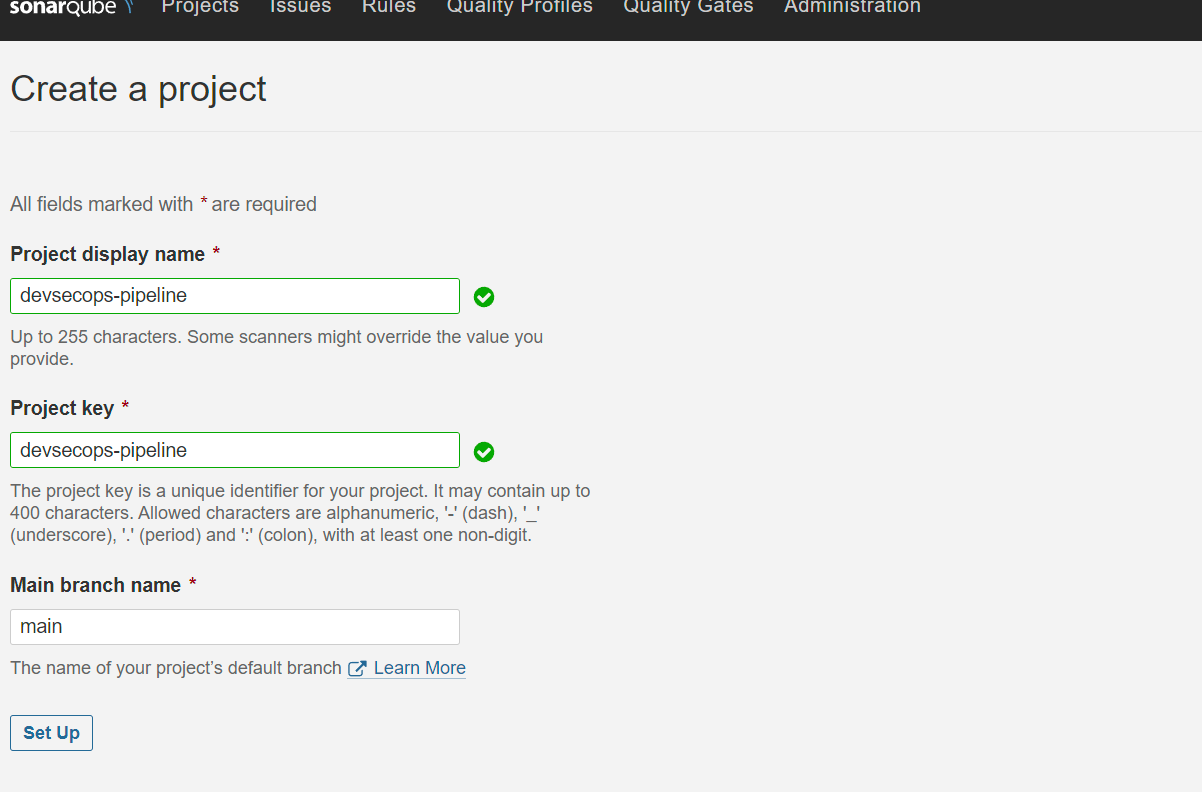 sonarqube Projects Issues Rules Quality Profiles Quality Gates Administration
Create a project
All fields marked with * are required
Project display name *
devsecops-pipeline
Up to 255 characters. Some scanners might override the value you
provide.
Project key *
devsecops-pipeline
The project key is a unique identifier for your project. It may contain up to
400 characters. Allowed characters are alphanumeric, '-' (dash), '_'
(underscore), '.' (period) and ':' (colon), with at least one non-digit.
Main branch name *
main
The name of your project’s default branch Learn More
Set Up